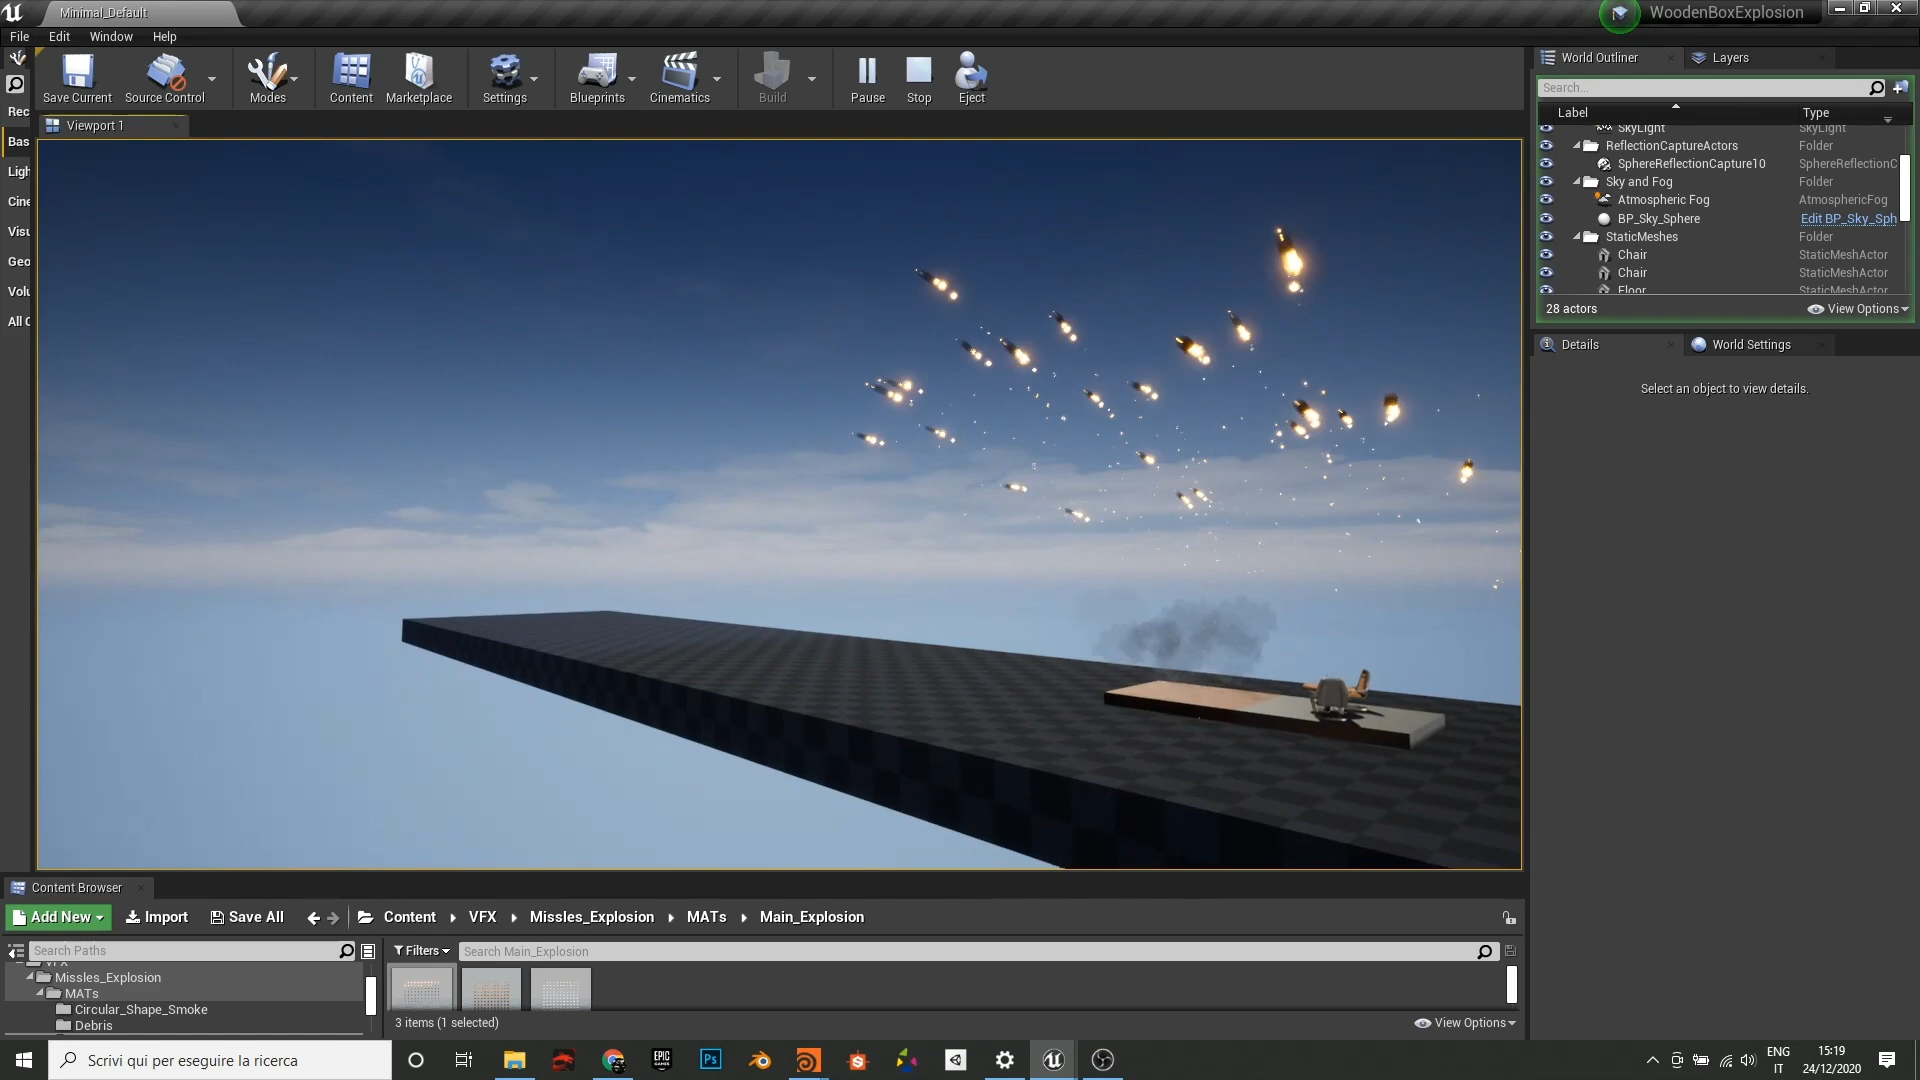 Minimal_Default
WoodenBoxExplosion
File Edit Window Help
Save Current
Source Control
Modes
Content
Marketplace
Settings
Blueprints
Cinematics
Build
Pause
Stop
Eject
Rec
Bas
Ligh
Cine
Visu
Geo
Volu
All C
Viewport 1
World Outliner
Layers
Search...
Label Type
SkyLight SkyLight
ReflectionCaptureActors Folder
SphereReflectionCapture10 SphereReflectionC
Sky and Fog Folder
Atmospheric Fog AtmosphericFog
BP_Sky_Sphere Edit BP_Sky_Sph
StaticMeshes Folder
Chair StaticMeshActor
Chair StaticMeshActor
Floor StaticMeshActor
28 actors View Options
Details
World Settings
Select an object to view details.
Content Browser
Add New Import Save All Content VFX Missles_Explosion MATs Main_Explosion
Search Paths
VFX
Missles_Explosion
MATs
Circular_Shape_Smoke
Debris
Filters Search Main_Explosion
3 items (1 selected) View Options
Scrivi qui per eseguire la ricerca
EPIC GAMES
Ps
ENG
IT
15:19
24/12/2020